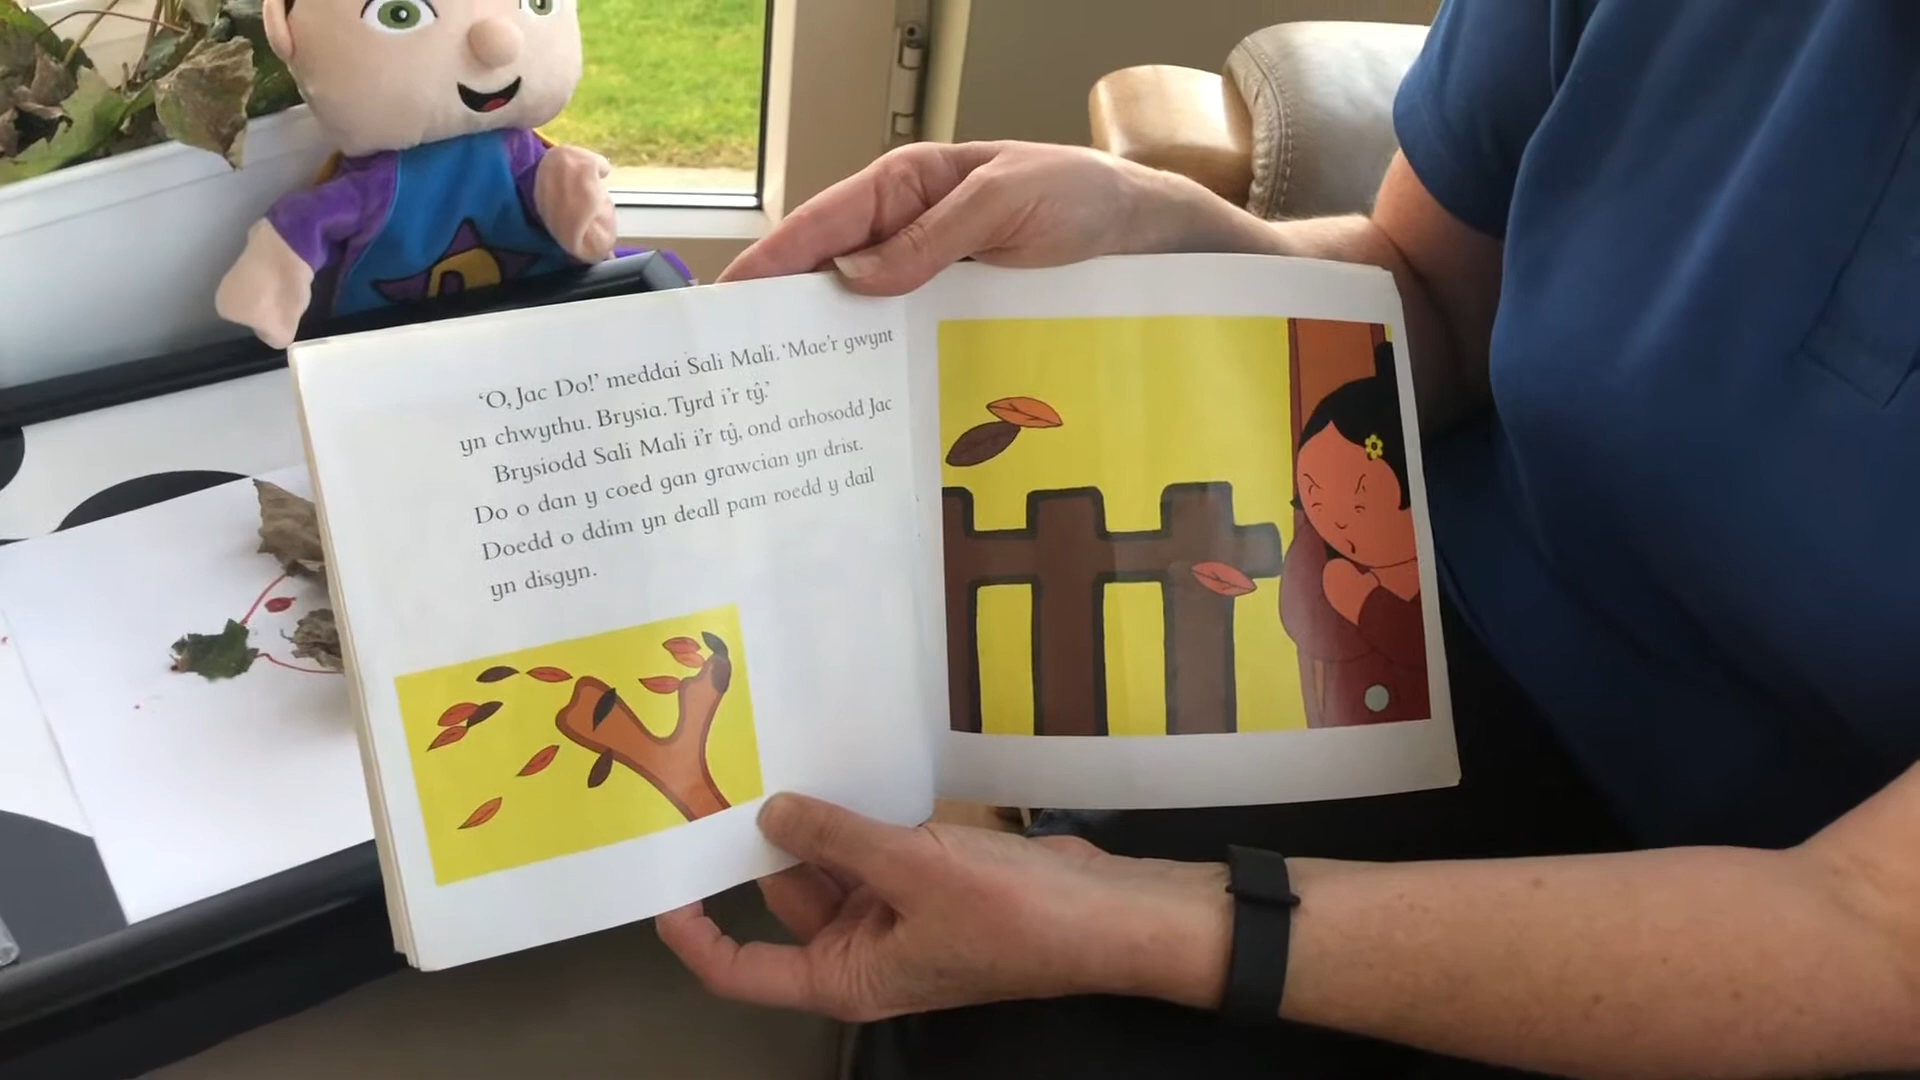 ‘O, Jac Do!’ meddai Sali Mali. ‘Mae’r gwynt
yn chwythu. Brysia. Tyrd i’r tŷ.’
Brysiodd Sali Mali i’r tŷ, ond arhosodd Jac
Do o dan y coed gan grawcian yn drist.
Doedd o ddim yn deall pam roedd y dail
yn disgyn.